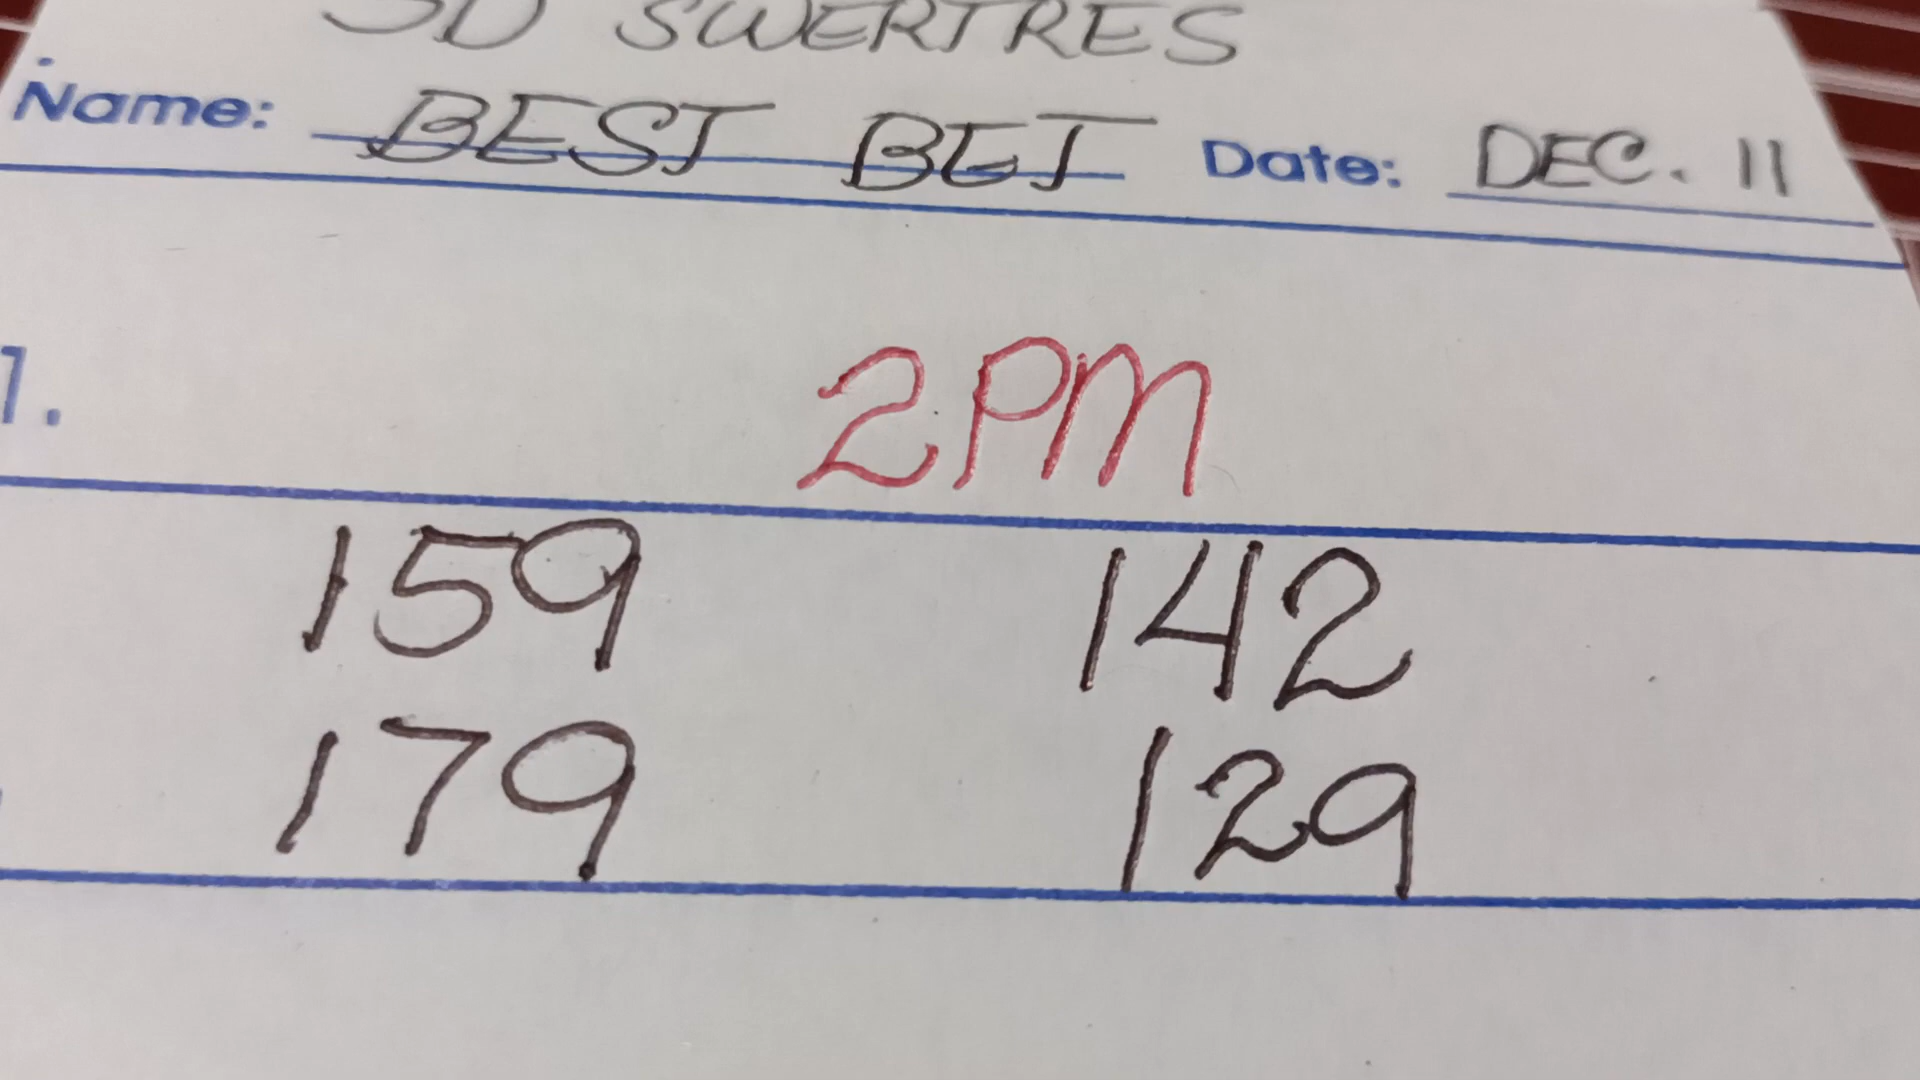 3D SWERTRES
Name: BEST BET Date: DEC. 11
1. 2PM
159 142
179 129